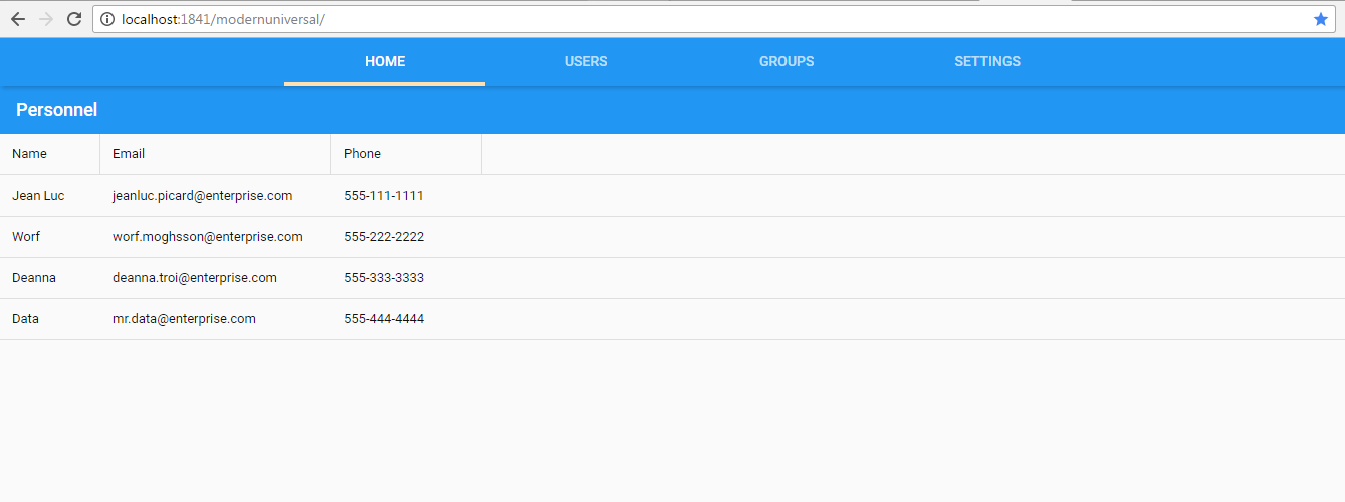 localhost:1841/modernuniversal/
HOME USERS GROUPS SETTINGS
Personnel
Name Email Phone
Jean Luc jeanluc.picard@enterprise.com 555-111-1111
Worf worf.moghsson@enterprise.com 555-222-2222
Deanna deanna.troi@enterprise.com 555-333-3333
Data mr.data@enterprise.com 555-444-4444